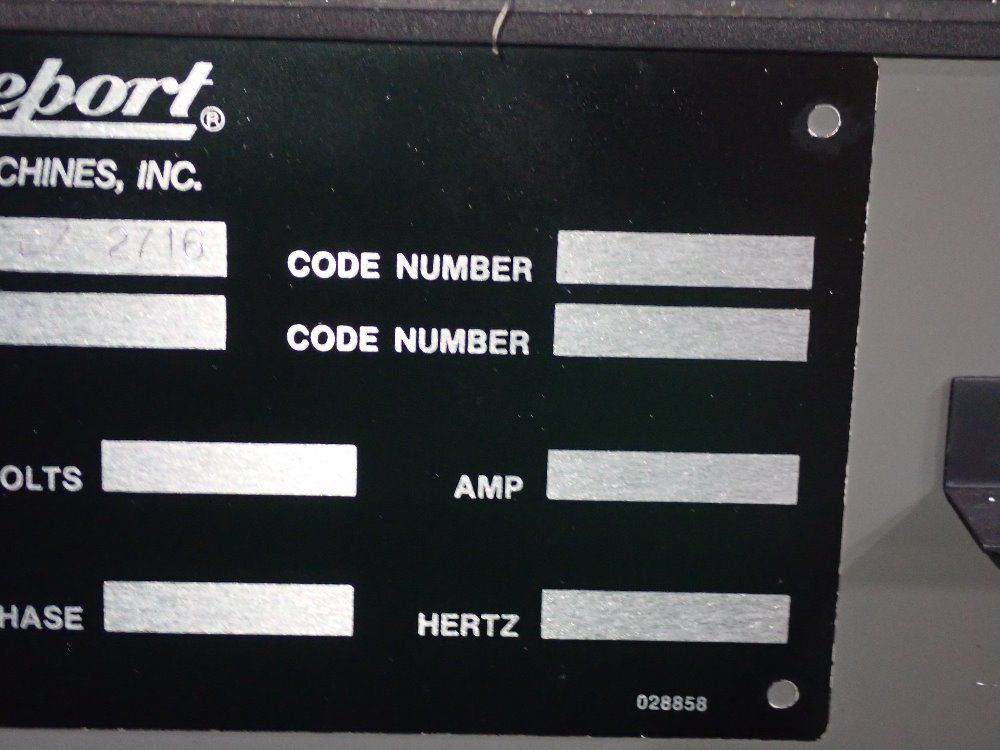 eport®
CHINES, INC.
2716
CODE NUMBER
CODE NUMBER
OLTS
AMP
HASE
HERTZ
028858